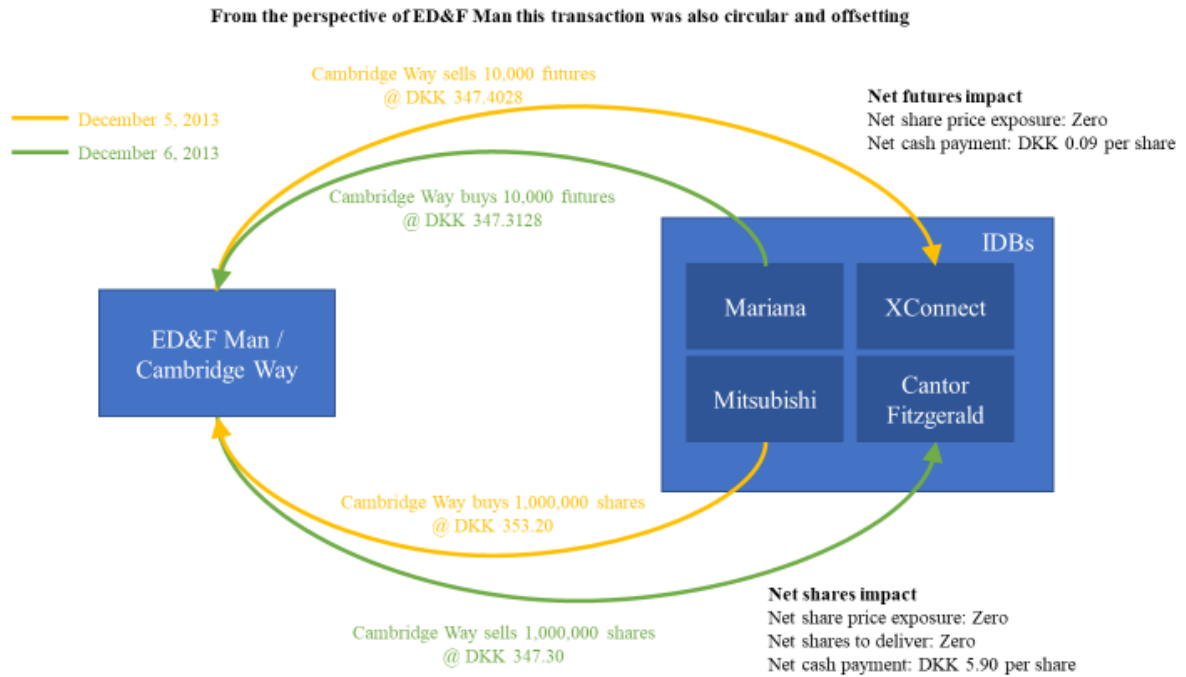 From the perspective of ED&F Man this transaction was also circular and offsetting
Cambridge Way sells 10,000 futures
@ DKK 347.4028
December 5, 2013
December 6, 2013
Net futures impact
Net share price exposure: Zero
Net cash payment: DKK 0.09 per share
Cambridge Way buys 10,000 futures
@ DKK 347.3128
IDBs
Mariana
XConnect
ED&F Man /
Cambridge Way
Mitsubishi
Cantor
Fitzgerald
Cambridge Way buys 1,000,000 shares
@ DKK 353.20
Cambridge Way sells 1,000,000 shares
@ DKK 347.30
Net shares impact
Net share price exposure: Zero
Net shares to deliver: Zero
Net cash payment: DKK 5.90 per share